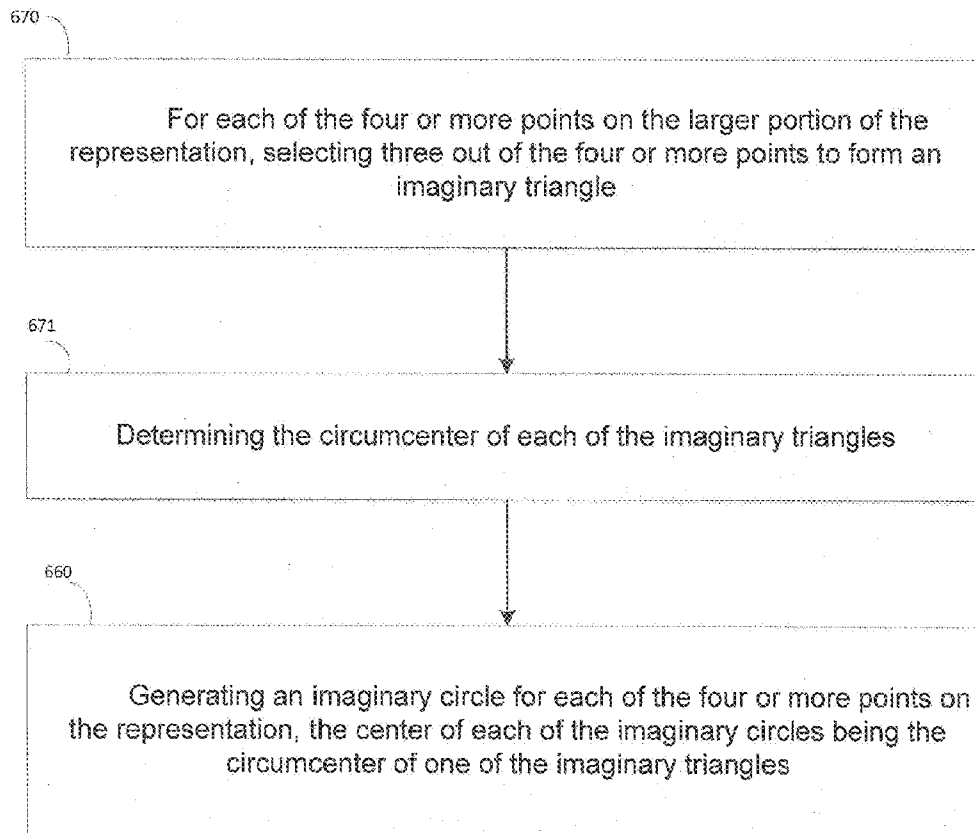 670
For each of the four or more points on the larger portion of the
representation, selecting three out of the four or more points to form an
imaginary triangle
671
Determining the circumcenter of each of the imaginary triangles
660
Generating an imaginary circle for each of the four or more points on
the representation, the center of each of the imaginary circles being the
circumcenter of one of the imaginary triangles